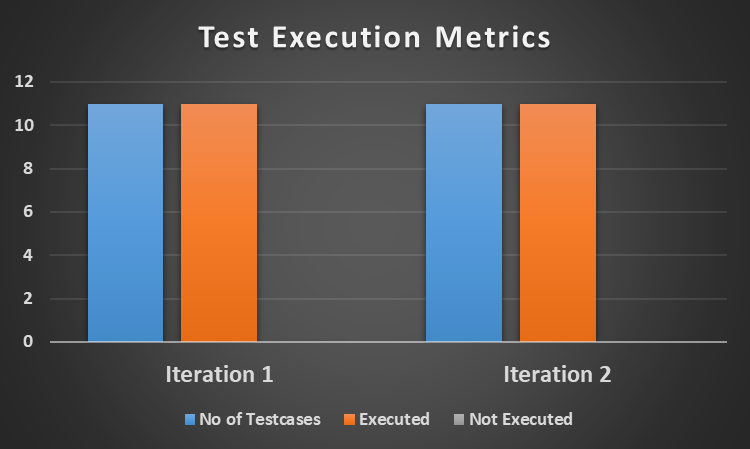 Test Execution Metrics
12
10
8
6
4
2
0
Iteration 1 Iteration 2
No of Testcases Executed Not Executed